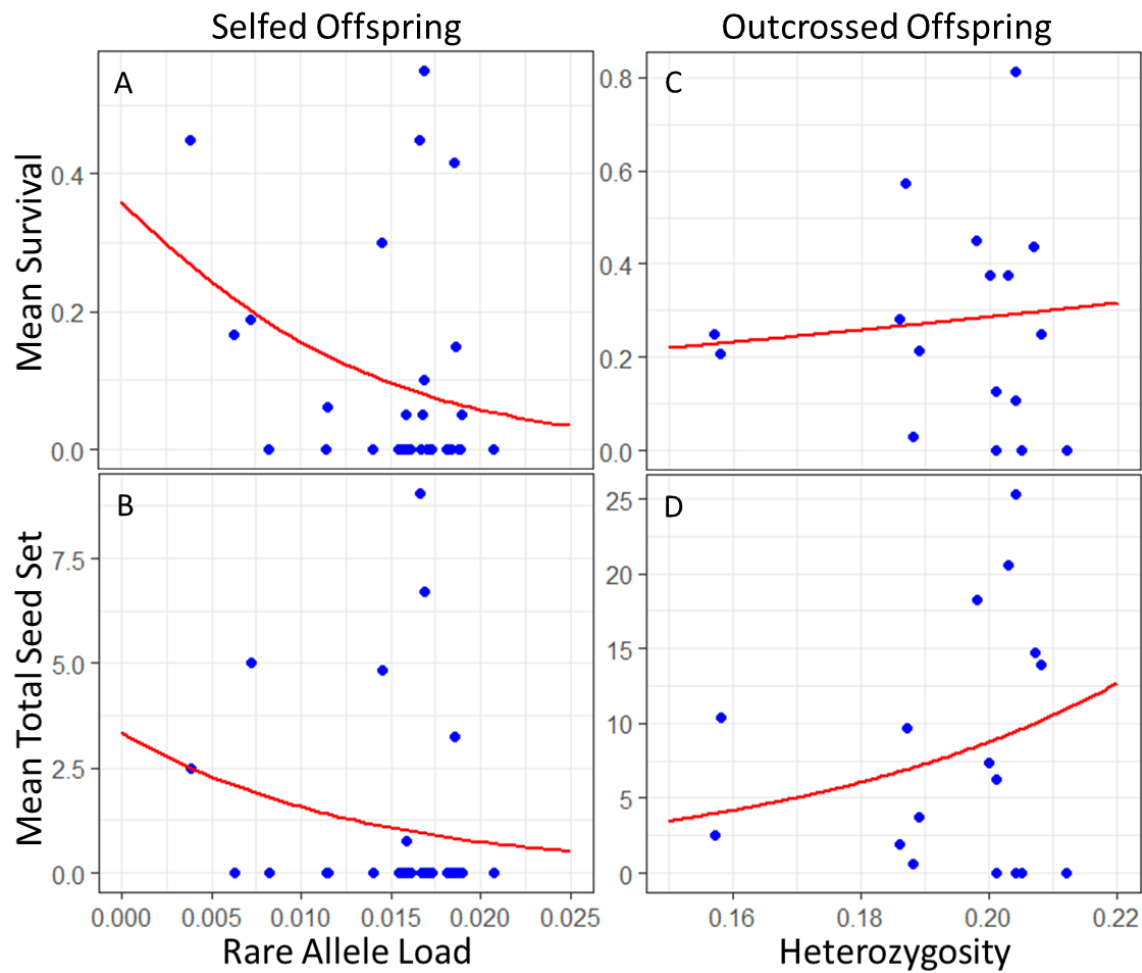 Selfed Offspring
Outcrossed Offspring
Mean Survival
A
0.4
0.2
0.0
C
0.8
0.6
0.4
0.2
0.0
Mean Total Seed Set
B
7.5
5.0
2.5
0.0
D
25
20
15
10
5
0
0.000 0.005 0.010 0.015 0.020 0.025
0.16 0.18 0.20 0.22
Rare Allele Load
Heterozygosity